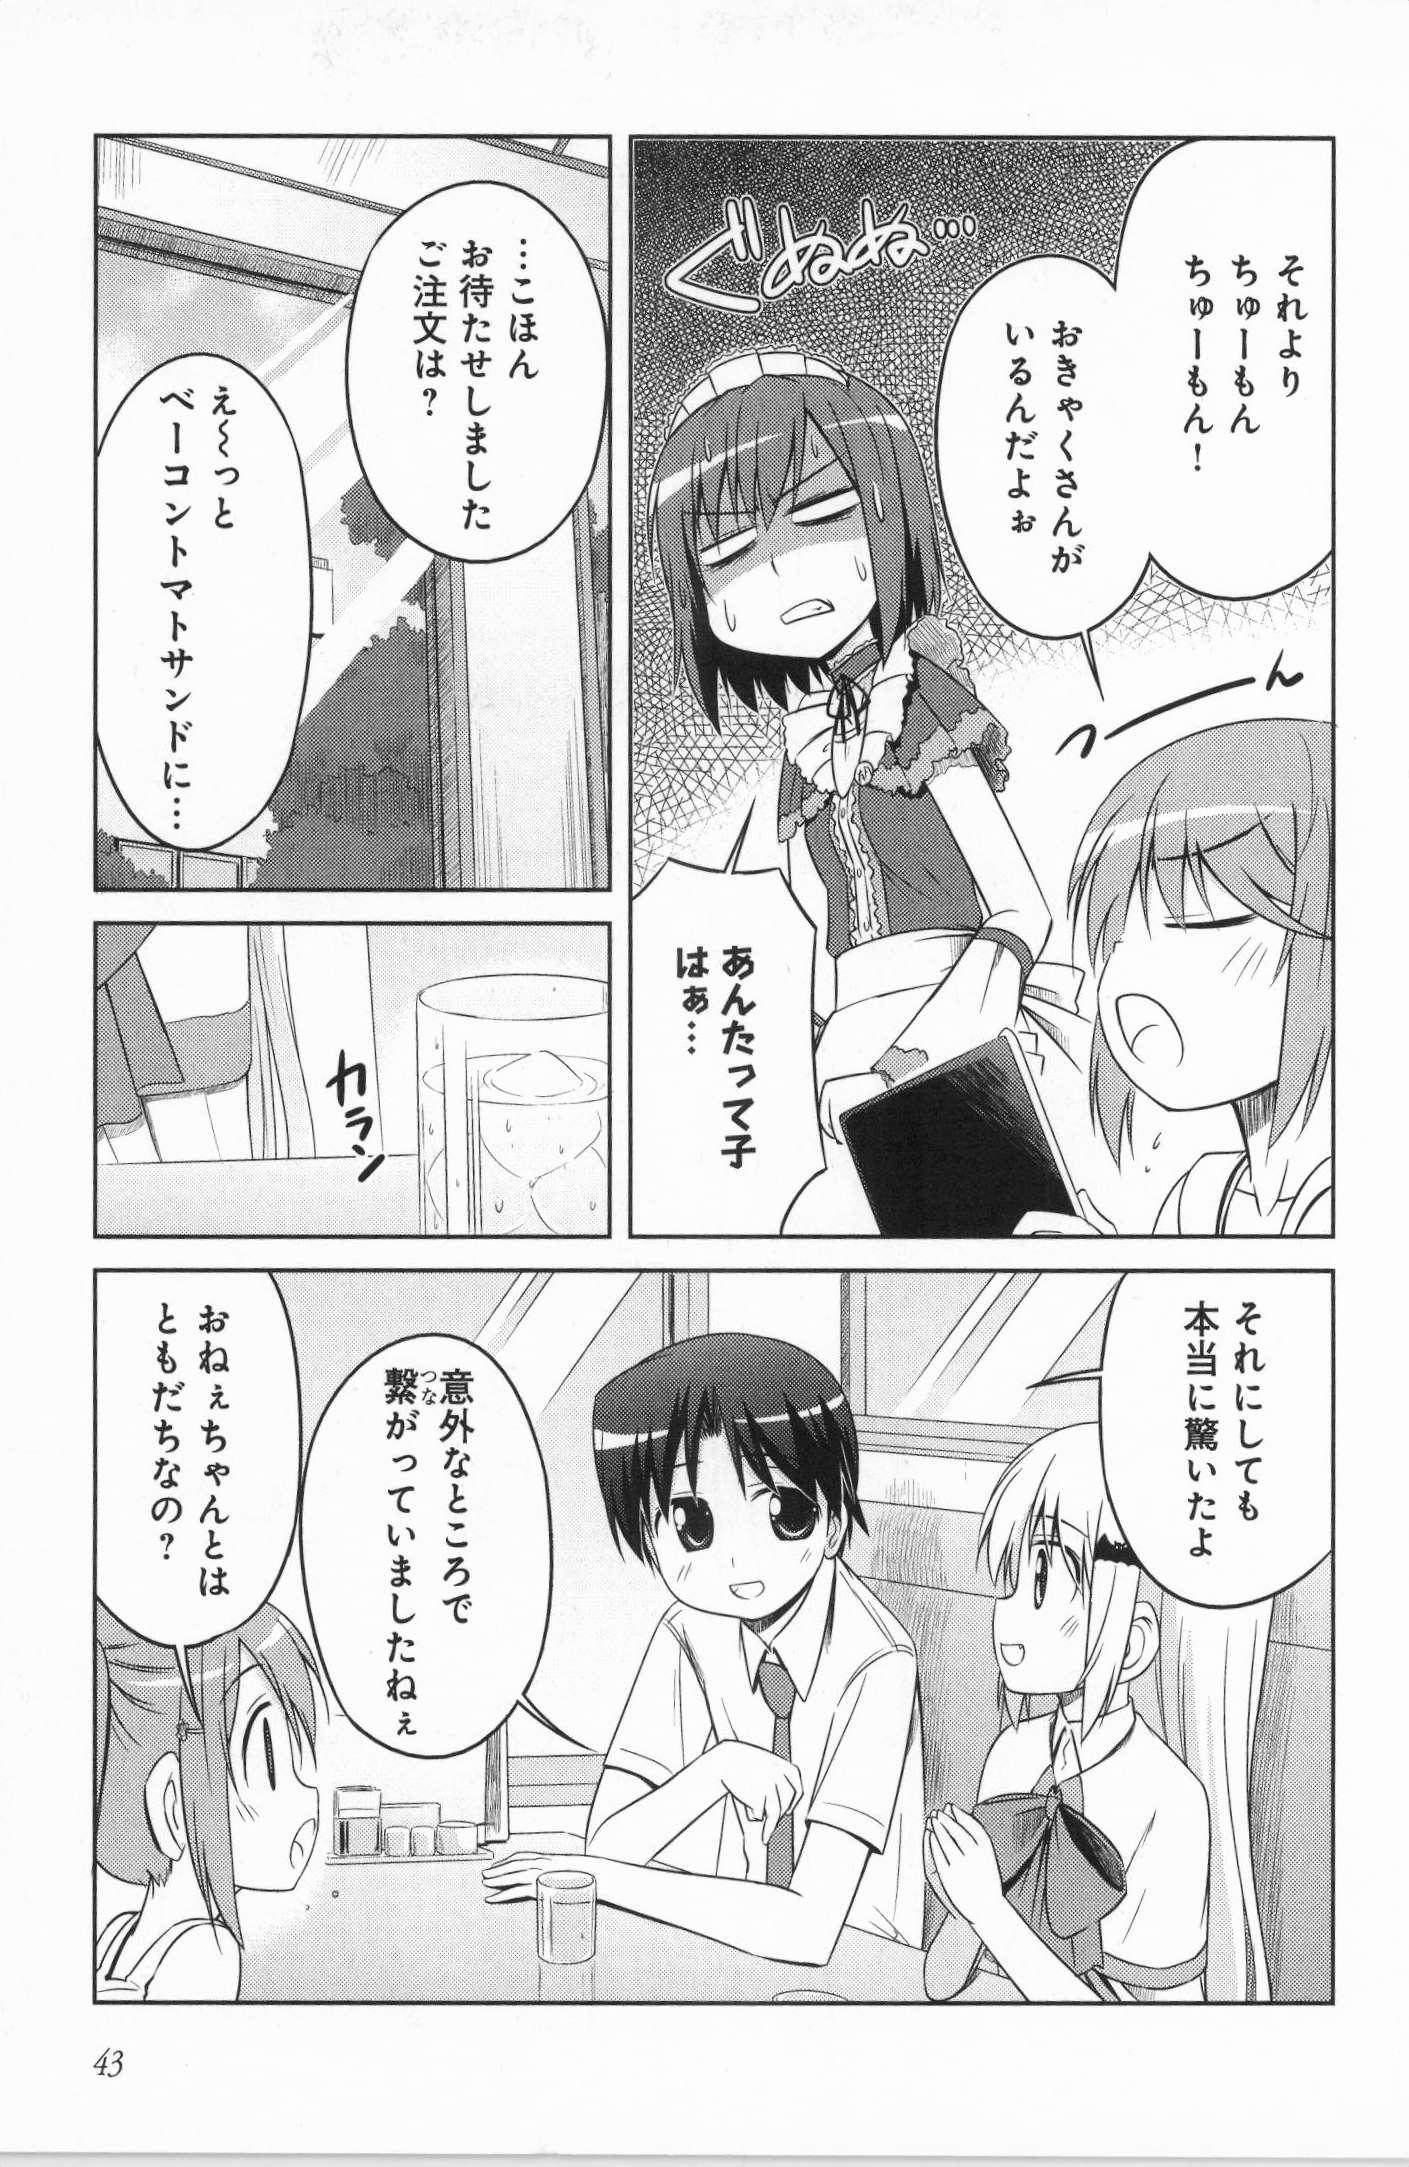 それより
ちゅーもん
ちゅーもん！
おきゃくさんが
いるんだよぉ
ぐぬぬぬ…
つーん
あんたって子
はぁ…
…こほん
お待たせしました
ご注文は？
え～っと
ベーコントマトサンドに…
カラン
それにしても
本当に驚いたよ
意外なところで
繋がっていましたねぇ
つな
おねぇちゃんとは
ともだちなの？
43